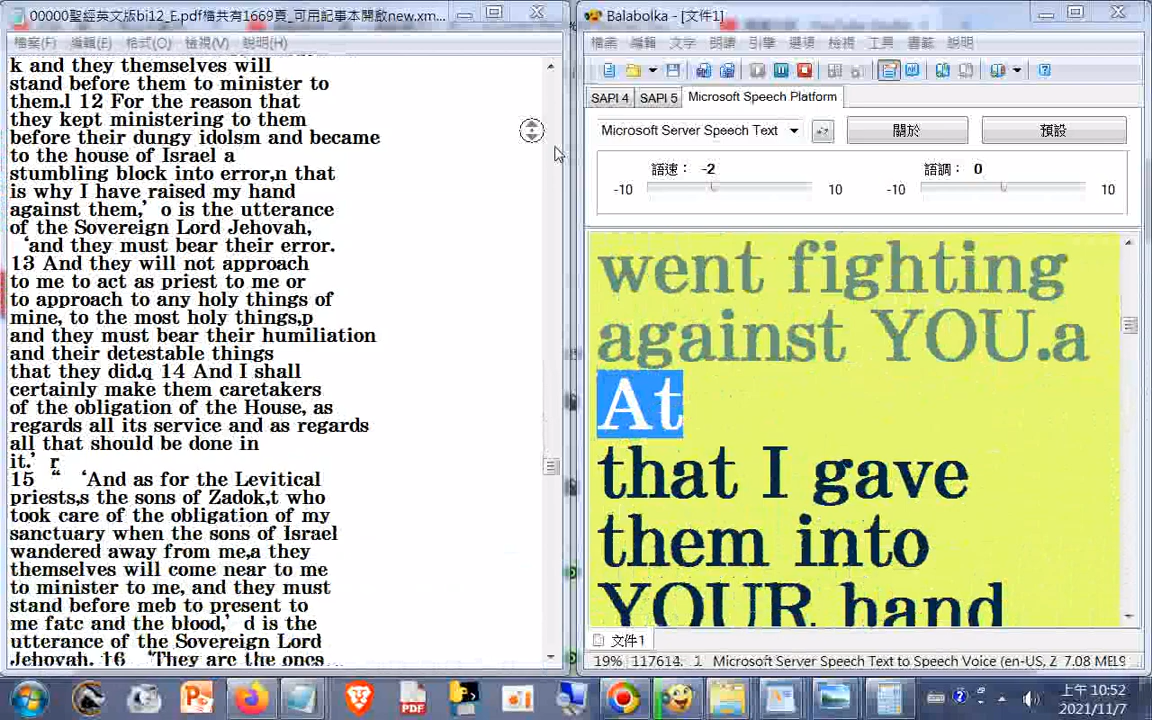 00000聖經英文版bi12_E.pdf檔共有1669頁_可用記事本開啟new.xm...
檔案(F) 編輯(E) 格式(O) 檢視(V) 說明(H)
k and they themselves will
stand before them to minister to
them.l 12 For the reason that
they kept ministering to them
before their dungy idolsm and became
to the house of Israel a
stumbling block into error,n that
is why I have raised my hand
against them,’ o is the utterance
of the Sovereign Lord Jehovah,
‘and they must bear their error.
13 And they will not approach
to me to act as priest to me or
to approach to any holy things of
mine, to the most holy things,p
and they must bear their humiliation
and their detestable things
that they did.q 14 And I shall
certainly make them caretakers
of the obligation of the House, as
regards all its service and as regards
all that should be done in
it.’ r
15 “ ‘And as for the Levitical
priests,s the sons of Zadok,t who
took care of the obligation of my
sanctuary when the sons of Israel
wandered away from me,a they
themselves will come near to me
to minister to me, and they must
stand before meb to present to
me fatc and the blood,’ d is the
utterance of the Sovereign Lord
Jehovah. 16 ‘They are the ones
Balabolka - [文件1]
檔案 編輯 文字 朗讀 引擎 選項 檢視 工具 書籤 說明
SAPI 4 SAPI 5 Microsoft Speech Platform
Microsoft Server Speech Text 關於 預設
語速： -2 語調： 0
-10 10 -10 10
went fighting
against YOU.a
At
that I gave
them into
YOUR hand
文件1
19% 117614: 1 Microsoft Server Speech Text to Speech Voice (en-US, Z 7.08 ME
上午 10:52
2021/11/7